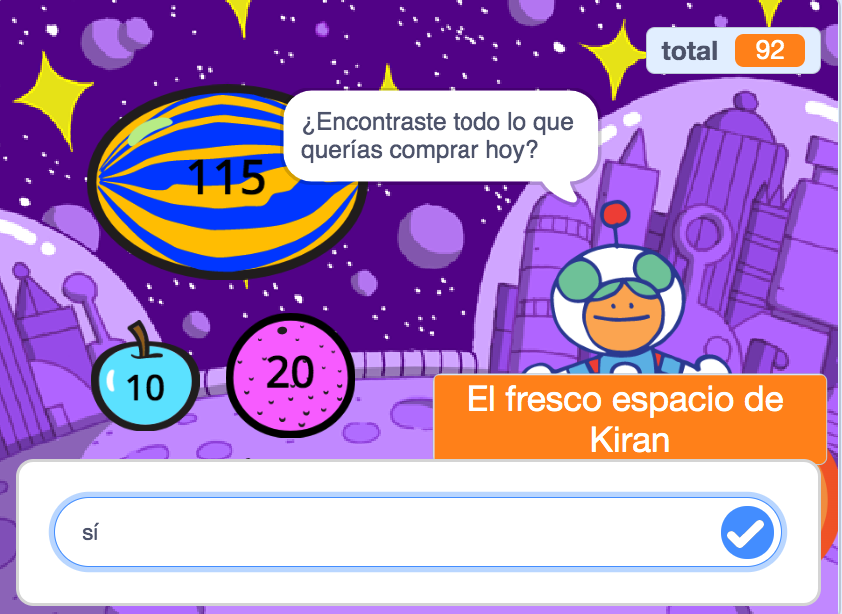 total 92
¿Encontraste todo lo que
querías comprar hoy?
115
10
20
El fresco espacio de
Kiran
sí